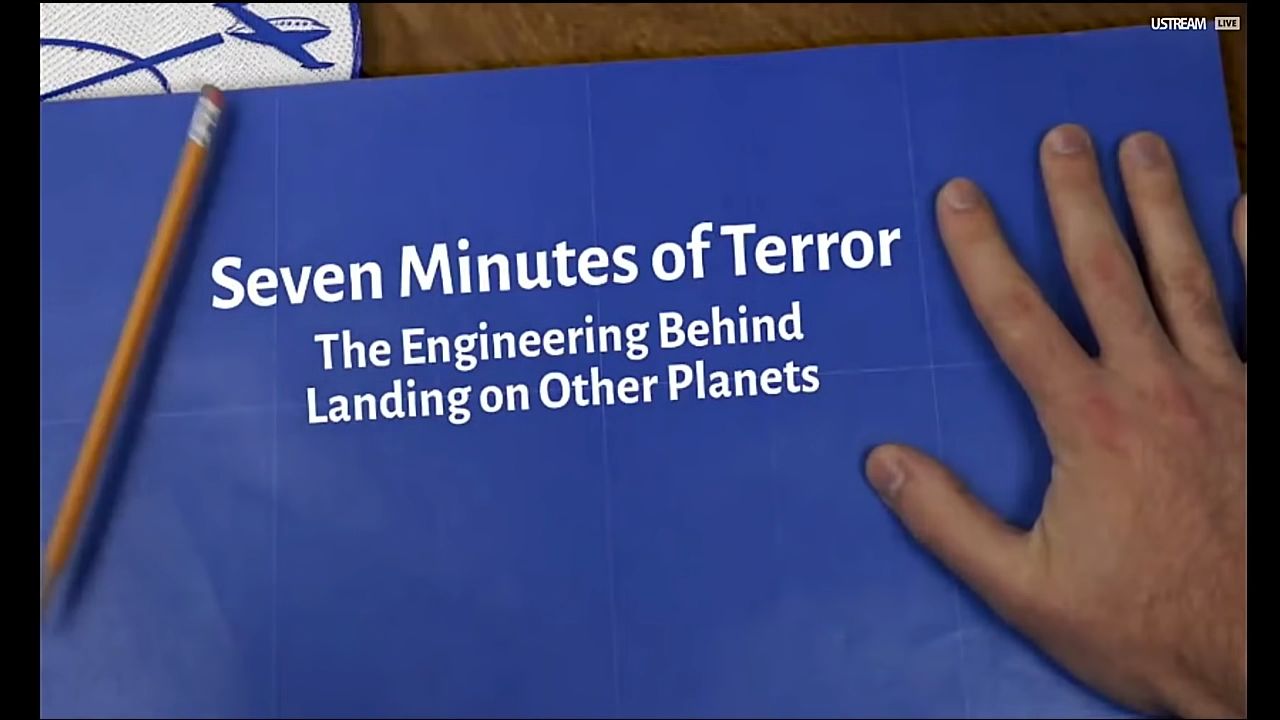 USTREAM LIVE
Seven Minutes of Terror
The Engineering Behind
Landing on Other Planets